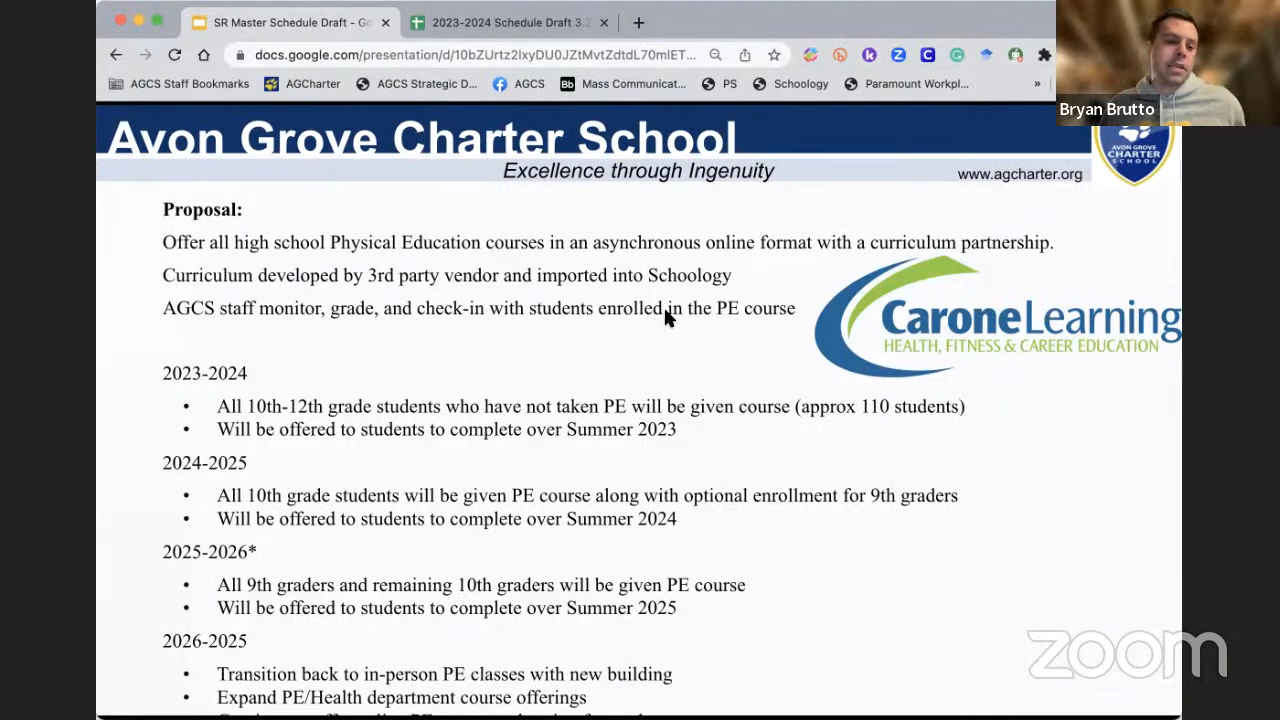 SR Master Schedule Draft - Go
2023-2024 Schedule Draft 3.2
docs.google.com/presentation/d/10bZUrtz2lxyDU0JZtMvtZdtdL70mlET...
AGCS Staff Bookmarks
AGCharter
AGCS Strategic D...
AGCS
Bb
Mass Communicat...
PS
Schoology
Paramount Workpl...
»
Bryan Brutto
Avon Grove Charter School
Excellence through Ingenuity
www.agcharter.org
CHARTER
SCHOOL
Proposal:
Offer all high school Physical Education courses in an asynchronous online format with a curriculum partnership.
Curriculum developed by 3rd party vendor and imported into Schoology
AGCS staff monitor, grade, and check-in with students enrolled in the PE course
CaroneLearning
HEALTH, FITNESS & CAREER EDUCATION
2023-2024
• All 10th-12th grade students who have not taken PE will be given course (approx 110 students)
• Will be offered to students to complete over Summer 2023
2024-2025
• All 10th grade students will be given PE course along with optional enrollment for 9th graders
• Will be offered to students to complete over Summer 2024
2025-2026*
• All 9th graders and remaining 10th graders will be given PE course
• Will be offered to students to complete over Summer 2025
2026-2025
• Transition back to in-person PE classes with new building
• Expand PE/Health department course offerings
zoom